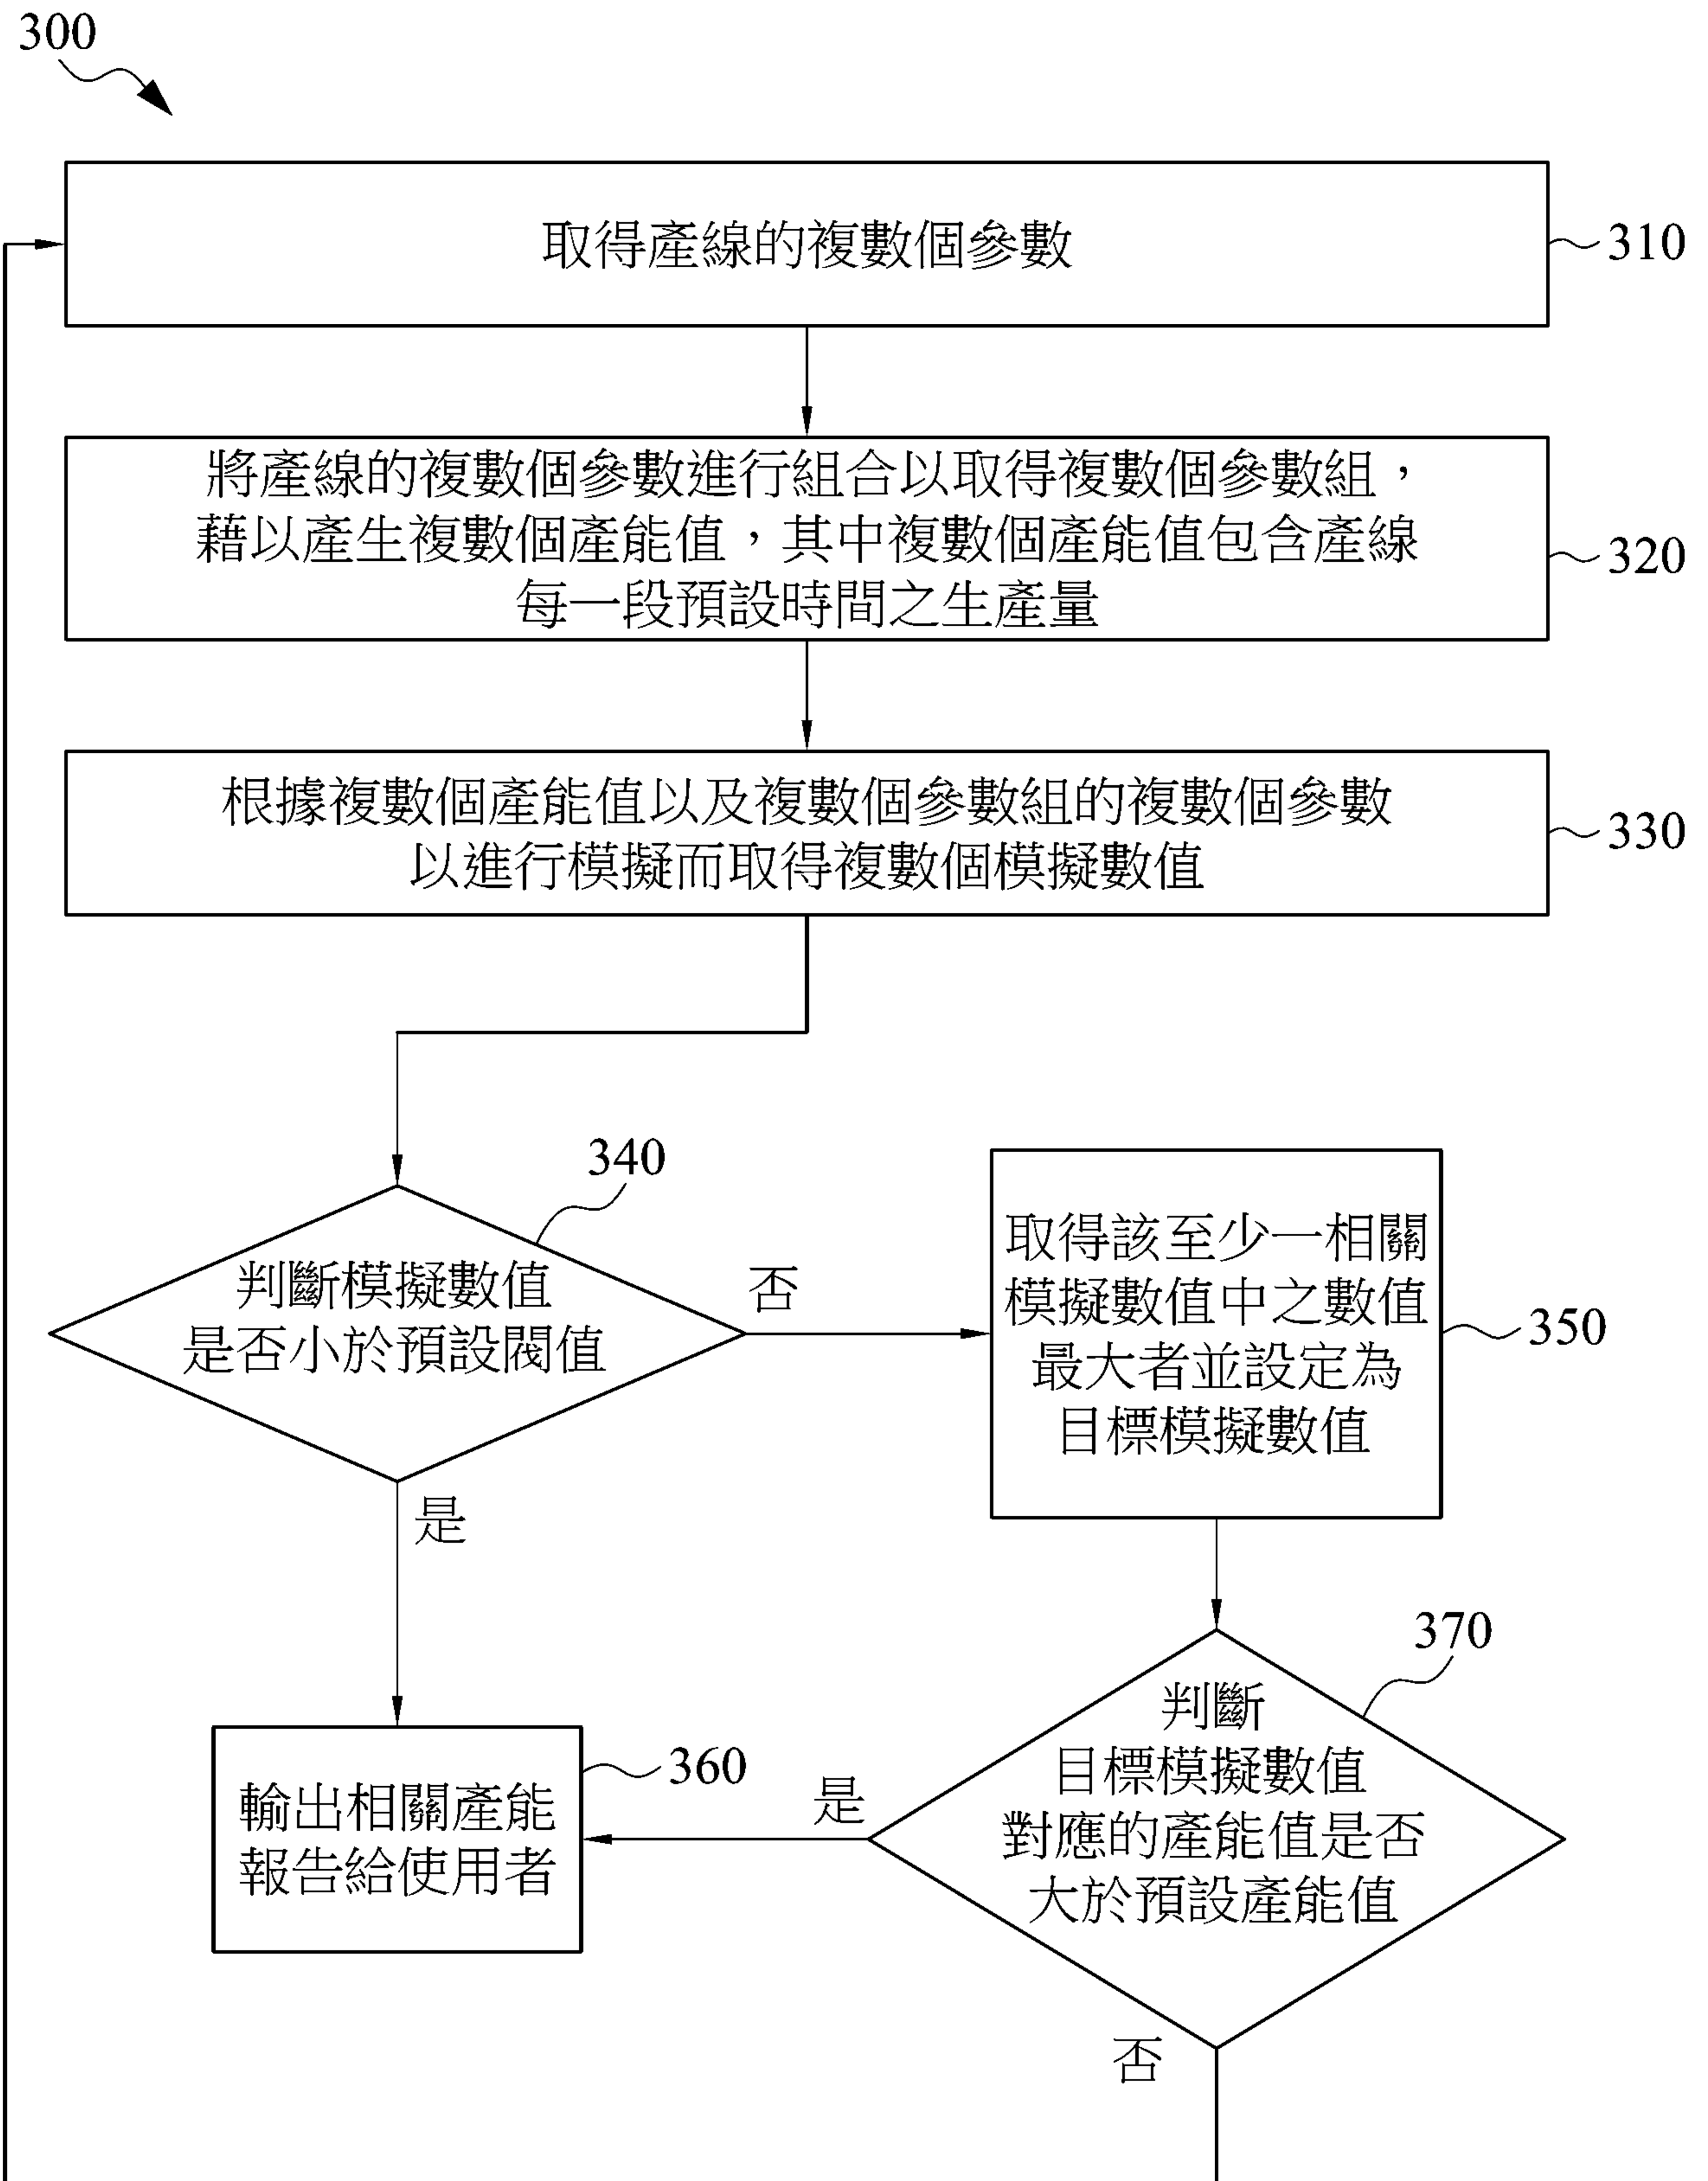 300
取得產線的複數個參數
310
將產線的複數個參數進行組合以取得複數個參數組，
藉以產生複數個產能值，其中複數個產能值包含產線
每一段預設時間之生產量
320
根據複數個產能值以及複數個參數組的複數個參數
以進行模擬而取得複數個模擬數值
330
340
判斷模擬數值
是否小於預設閥值
否
是
取得該至少一相關
模擬數值中之數值
最大者並設定為
目標模擬數值
350
370
判斷
目標模擬數值
對應的產能值是否
大於預設產能值
是
否
360
輸出相關產能
報告給使用者